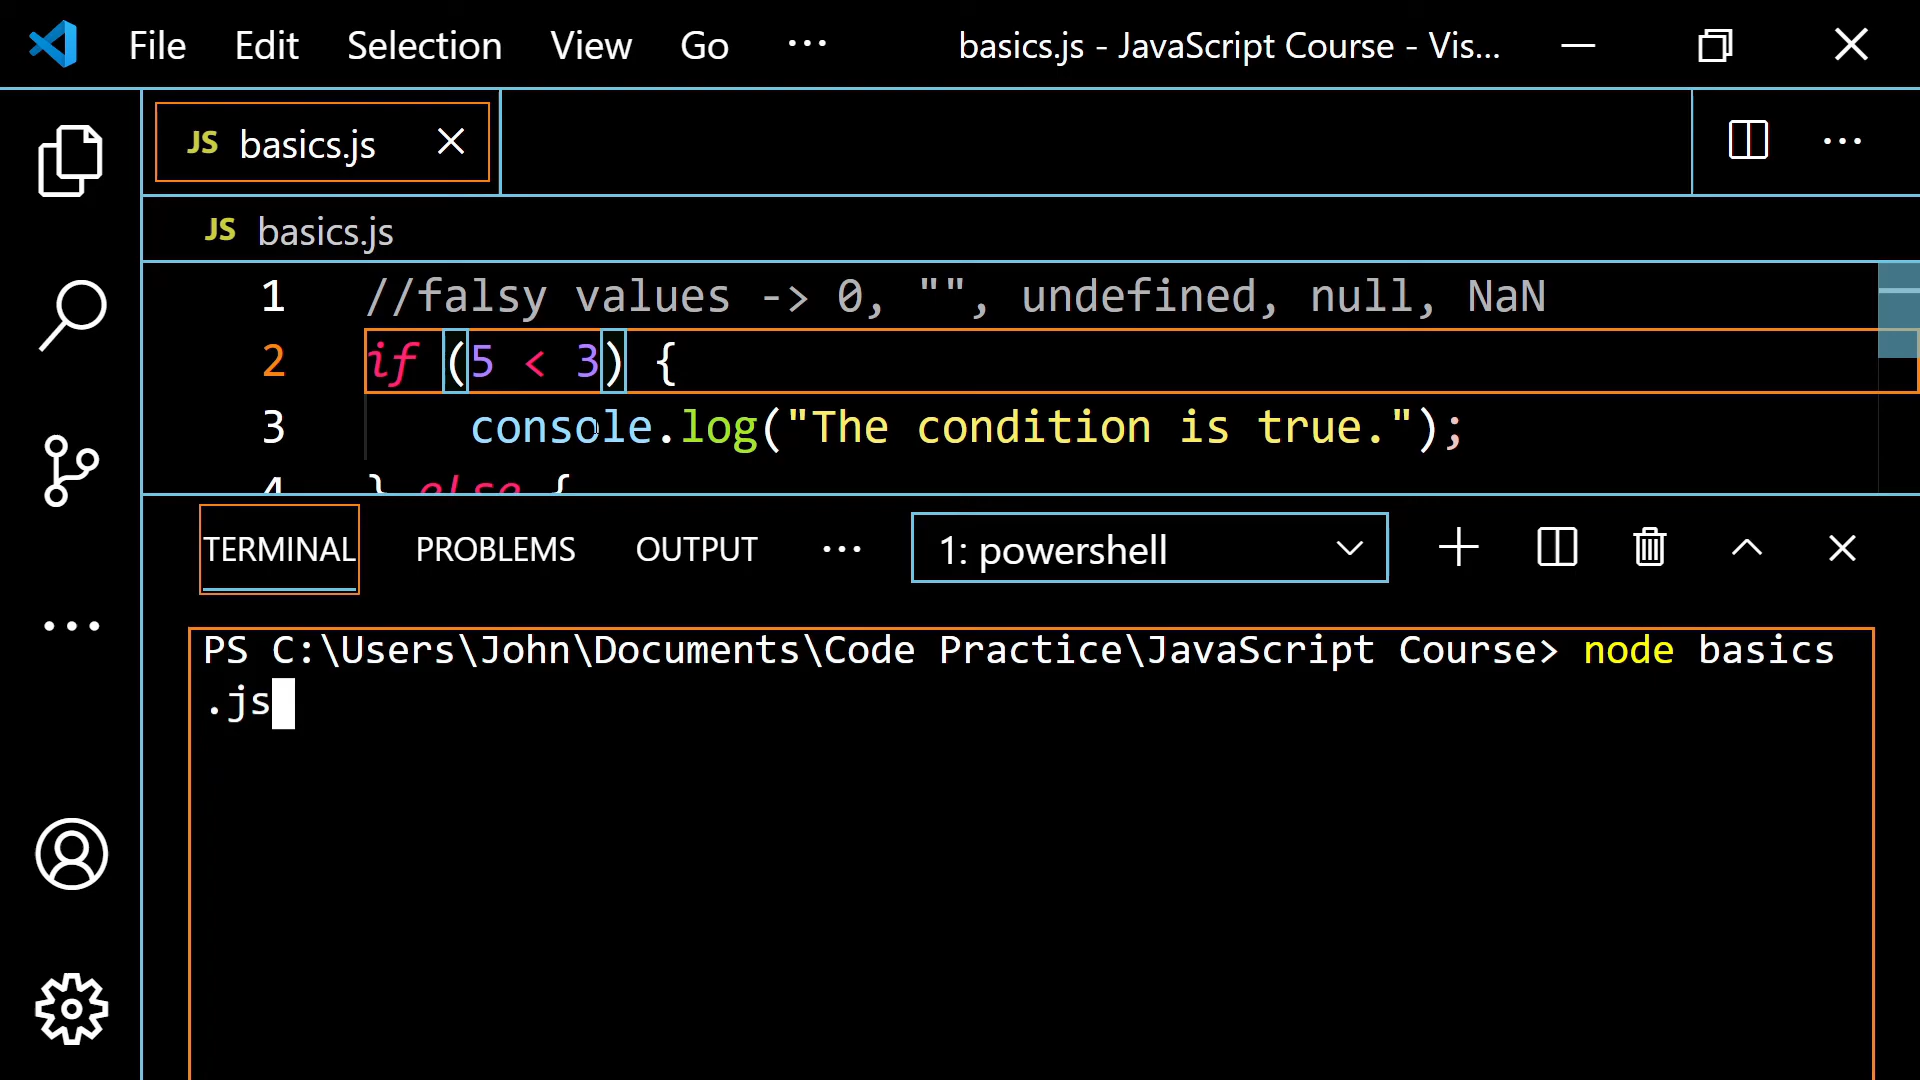 File Edit Selection View Go ··· basics.js - JavaScript Course - Vis...
JS basics.js
JS basics.js
1 //falsy values -> 0, "", undefined, null, NaN
2 if (5 < 3) {
3 console.log("The condition is true.");
4 } else {
TERMINAL PROBLEMS OUTPUT ··· 1: powershell
PS C:\Users\John\Documents\Code Practice\JavaScript Course> node basics
.js